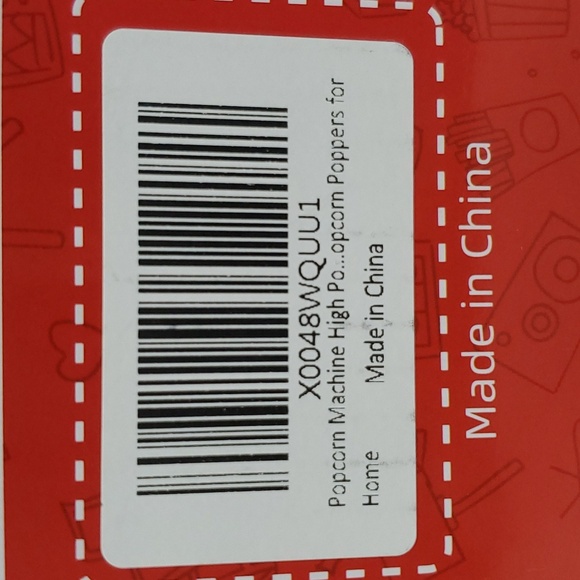 X0048WQUU1
Popcorn Machine High Po...opcorn Poppers for
Home Made in China
Made in China